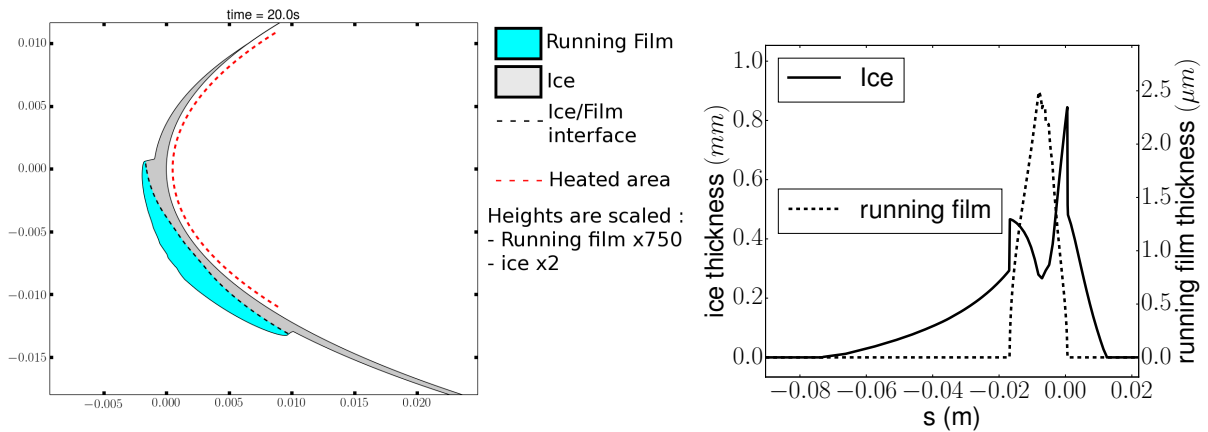 time = 20.0s
0.010
0.005
0.000
−0.005
−0.010
−0.015
−0.005
0.000
0.005
0.010
0.015
0.020
Running Film
Ice
Ice/Film
interface
Heated area
Heights are scaled :
- Running film x750
- ice x2
ice thickness (mm)
1.0
0.8
0.6
0.4
0.2
0.0
Ice
running film
−0.08
−0.06
−0.04
−0.02
0.00
0.02
s (m)
2.5
2.0
1.5
1.0
0.5
0.0
running film thickness (μm)